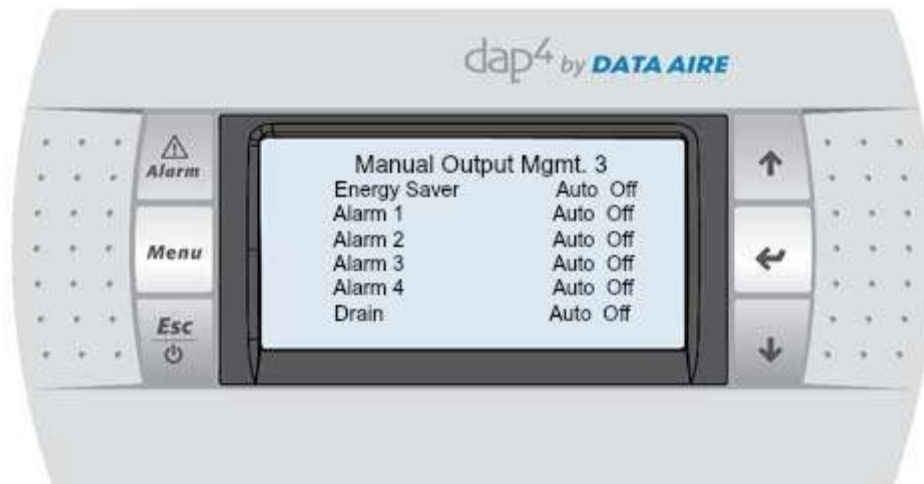 dap4 by DATA AIRE
Alarm
Menu
Esc
Manual Output Mgmt. 3
Energy Saver Auto Off
Alarm 1 Auto Off
Alarm 2 Auto Off
Alarm 3 Auto Off
Alarm 4 Auto Off
Drain Auto Off